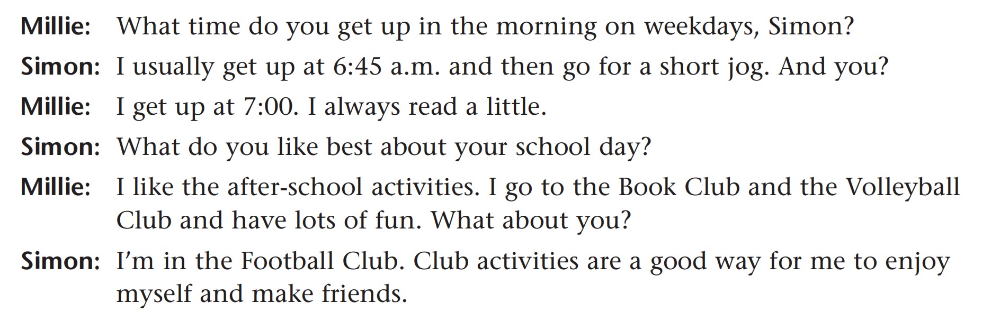 Millie: What time do you get up in the morning on weekdays, Simon?
Simon: I usually get up at 6:45 a.m. and then go for a short jog. And you?
Millie: I get up at 7:00. I always read a little.
Simon: What do you like best about your school day?
Millie: I like the after-school activities. I go to the Book Club and the Volleyball
Club and have lots of fun. What about you?
Simon: I’m in the Football Club. Club activities are a good way for me to enjoy
myself and make friends.